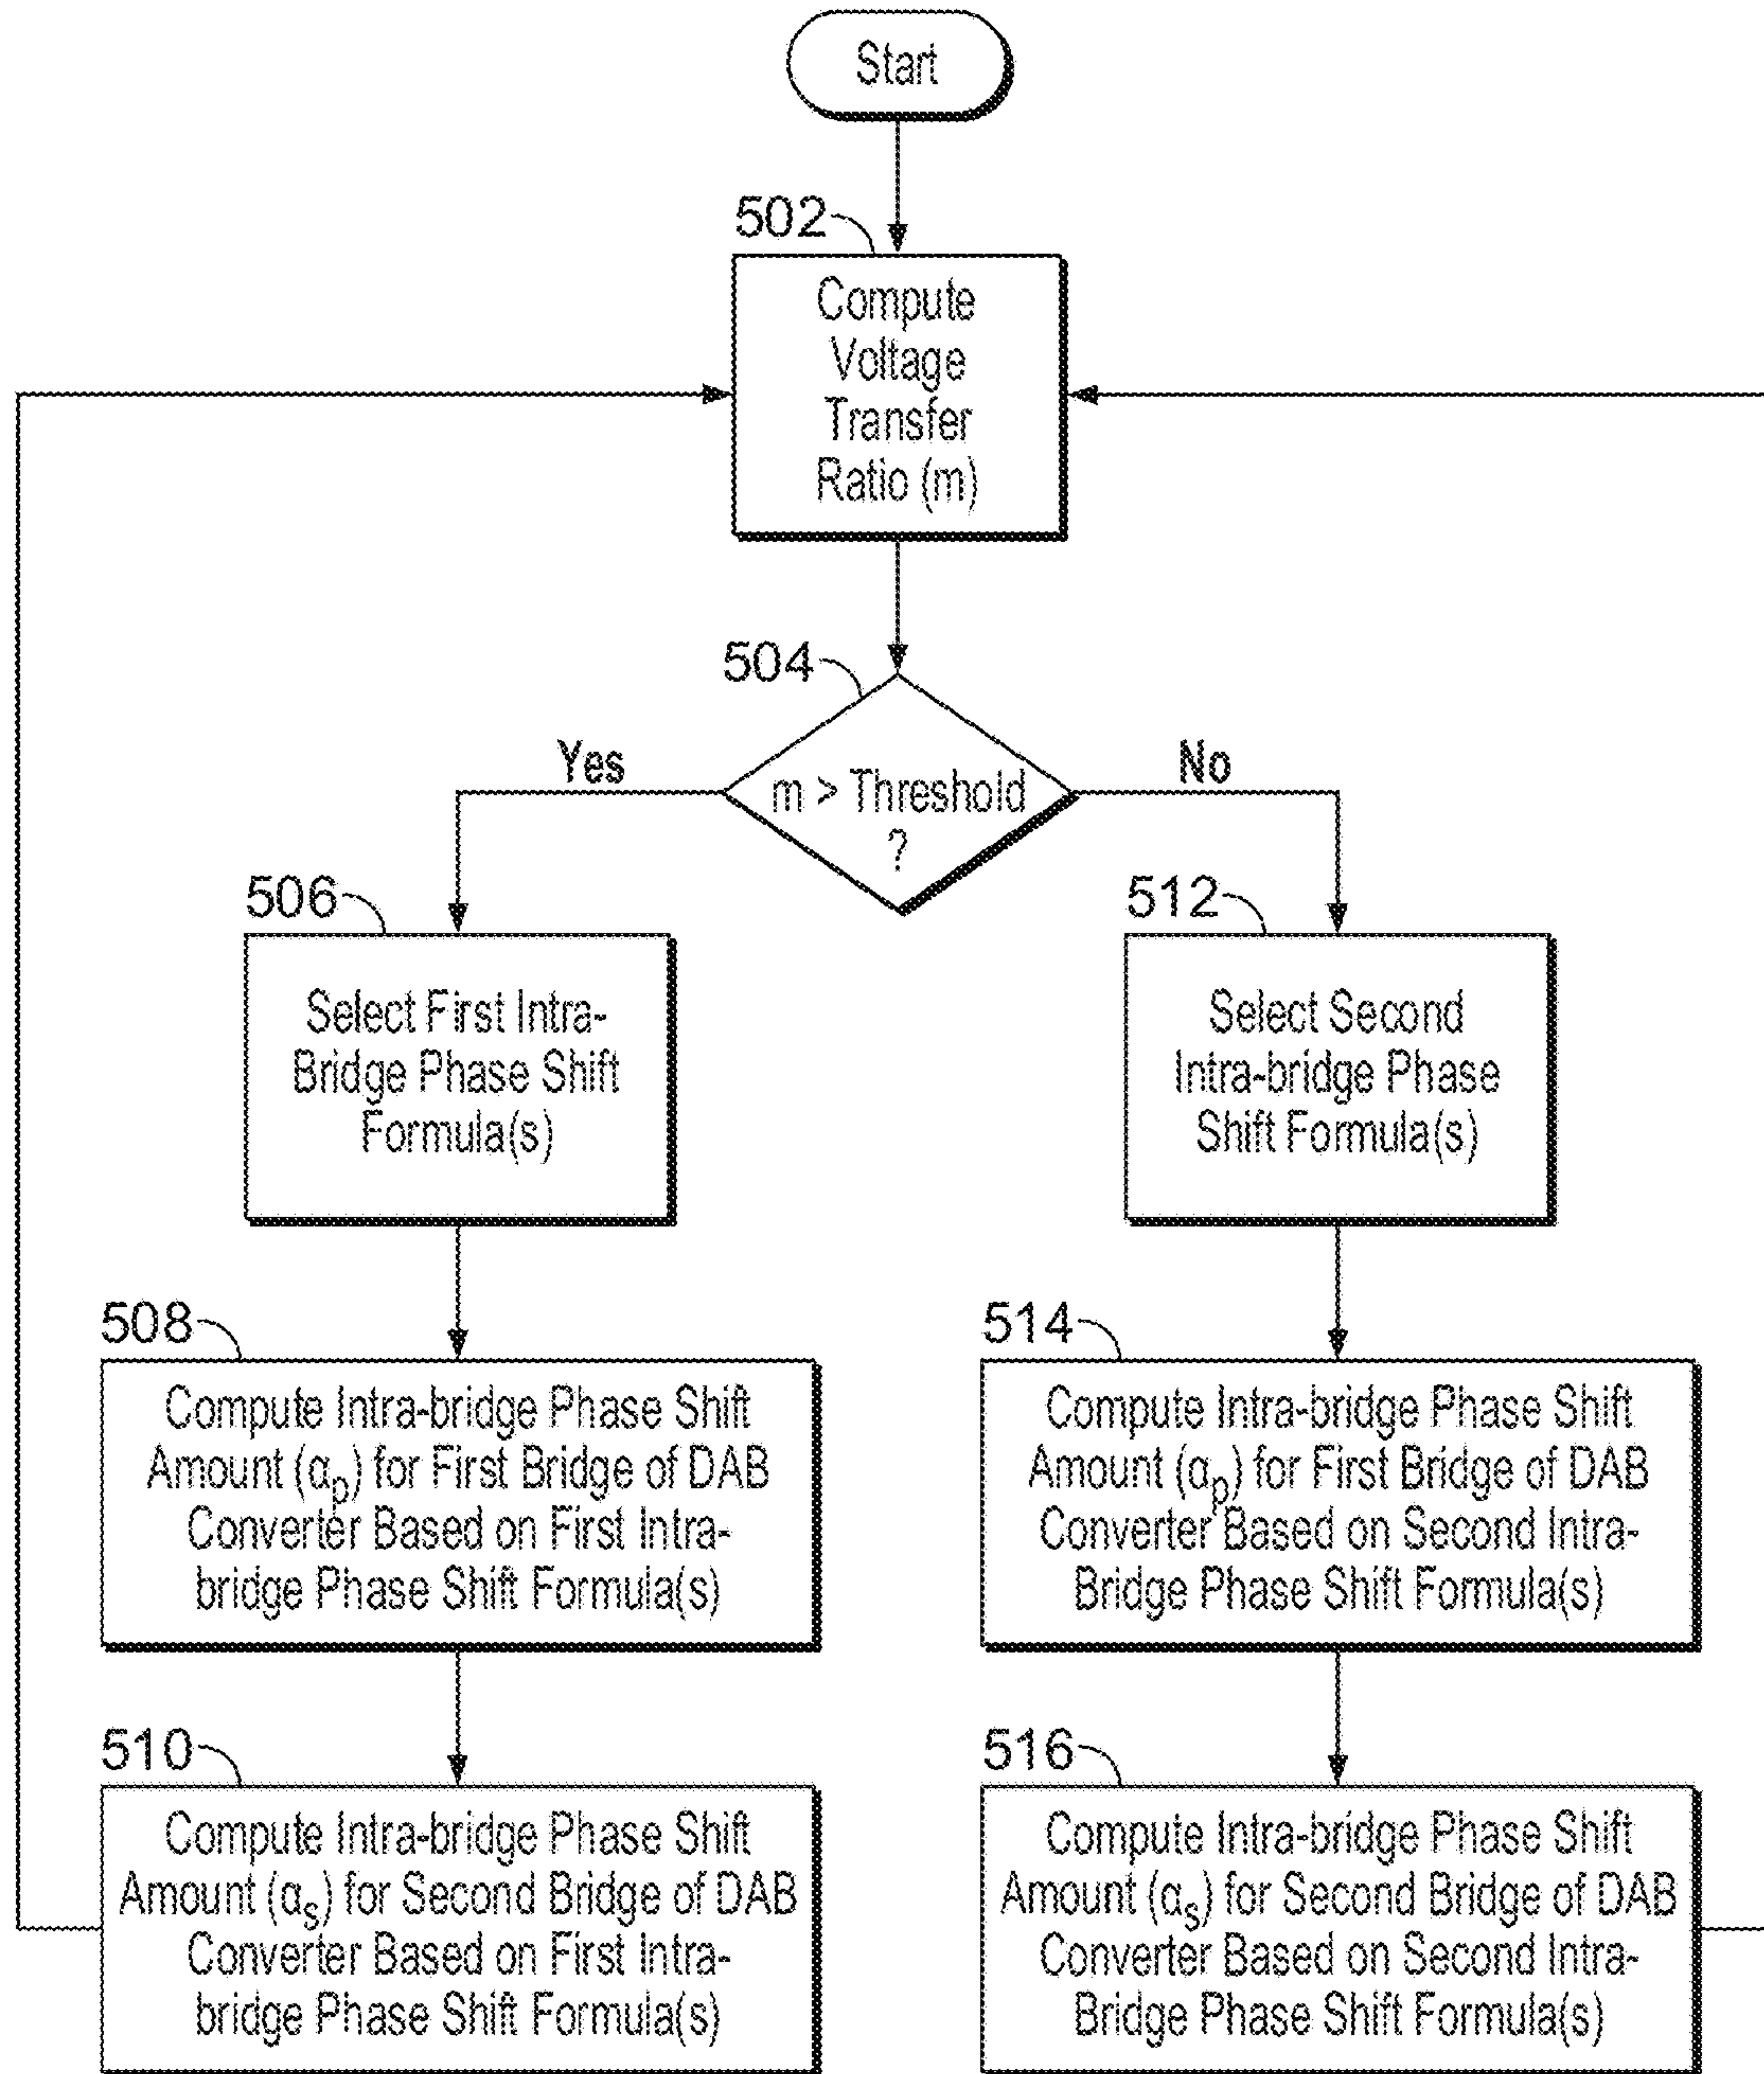 Start
502
Compute
Voltage
Transfer
Ratio (m)
504
Yes
m > Threshold
?
No
506
Select First Intra-
Bridge Phase Shift
Formula(s)
512
Select Second
Intra-bridge Phase
Shift Formula(s)
508
Compute Intra-bridge Phase Shift
Amount (αp) for First Bridge of DAB
Converter Based on First Intra-
bridge Phase Shift Formula(s)
514
Compute Intra-bridge Phase Shift
Amount (αp) for First Bridge of DAB
Converter Based on Second Intra-
Bridge Phase Shift Formula(s)
510
Compute Intra-bridge Phase Shift
Amount (αs) for Second Bridge of DAB
Converter Based on First Intra-
bridge Phase Shift Formula(s)
516
Compute Intra-bridge Phase Shift
Amount (αs) for Second Bridge of DAB
Converter Based on Second Intra-
Bridge Phase Shift Formula(s)